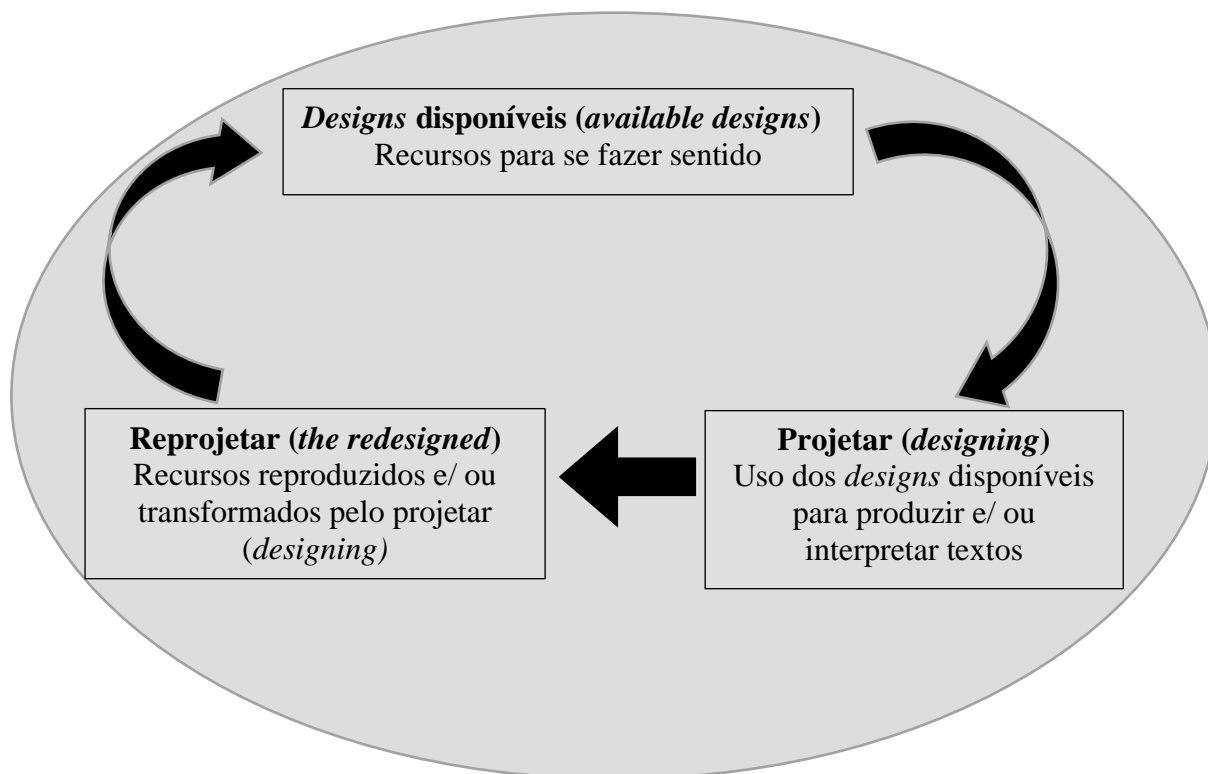 Designs disponíveis (available designs)
Recursos para se fazer sentido
Reprojetar (the redesigned)
Recursos reproduzidos e/ ou
transformados pelo projetar
(designing)
Projetar (designing)
Uso dos designs disponíveis
para produzir e/ ou
interpretar textos